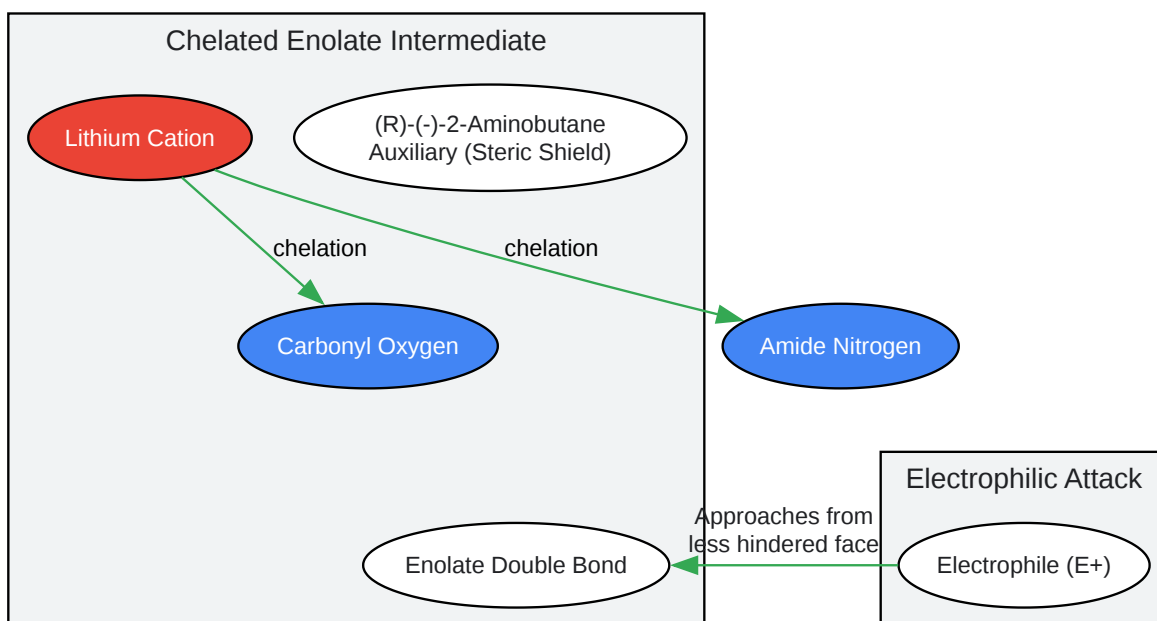 Chelated Enolate Intermediate
Lithium Cation
(R)-(-)-2-Aminobutane
Auxiliary (Steric Shield)
chelation
chelation
Carbonyl Oxygen
Amide Nitrogen
Electrophilic Attack
Approaches from
less hindered face
Enolate Double Bond
Electrophile (E+)